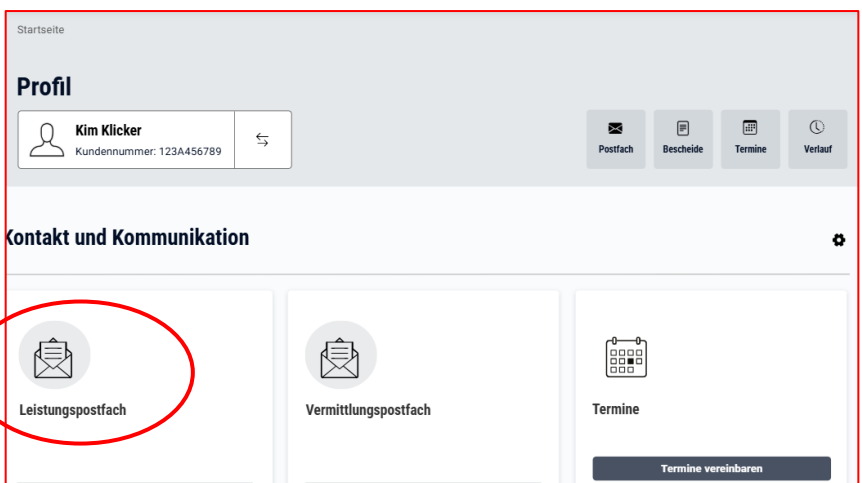 Startseite
Profil
Kim Klicker
Kundennummer: 123A456789
Postfach
Bescheide
Termine
Verlauf
Kontakt und Kommunikation
Leistungspostfach
Vermittlungspostfach
Termine
Termine vereinbaren